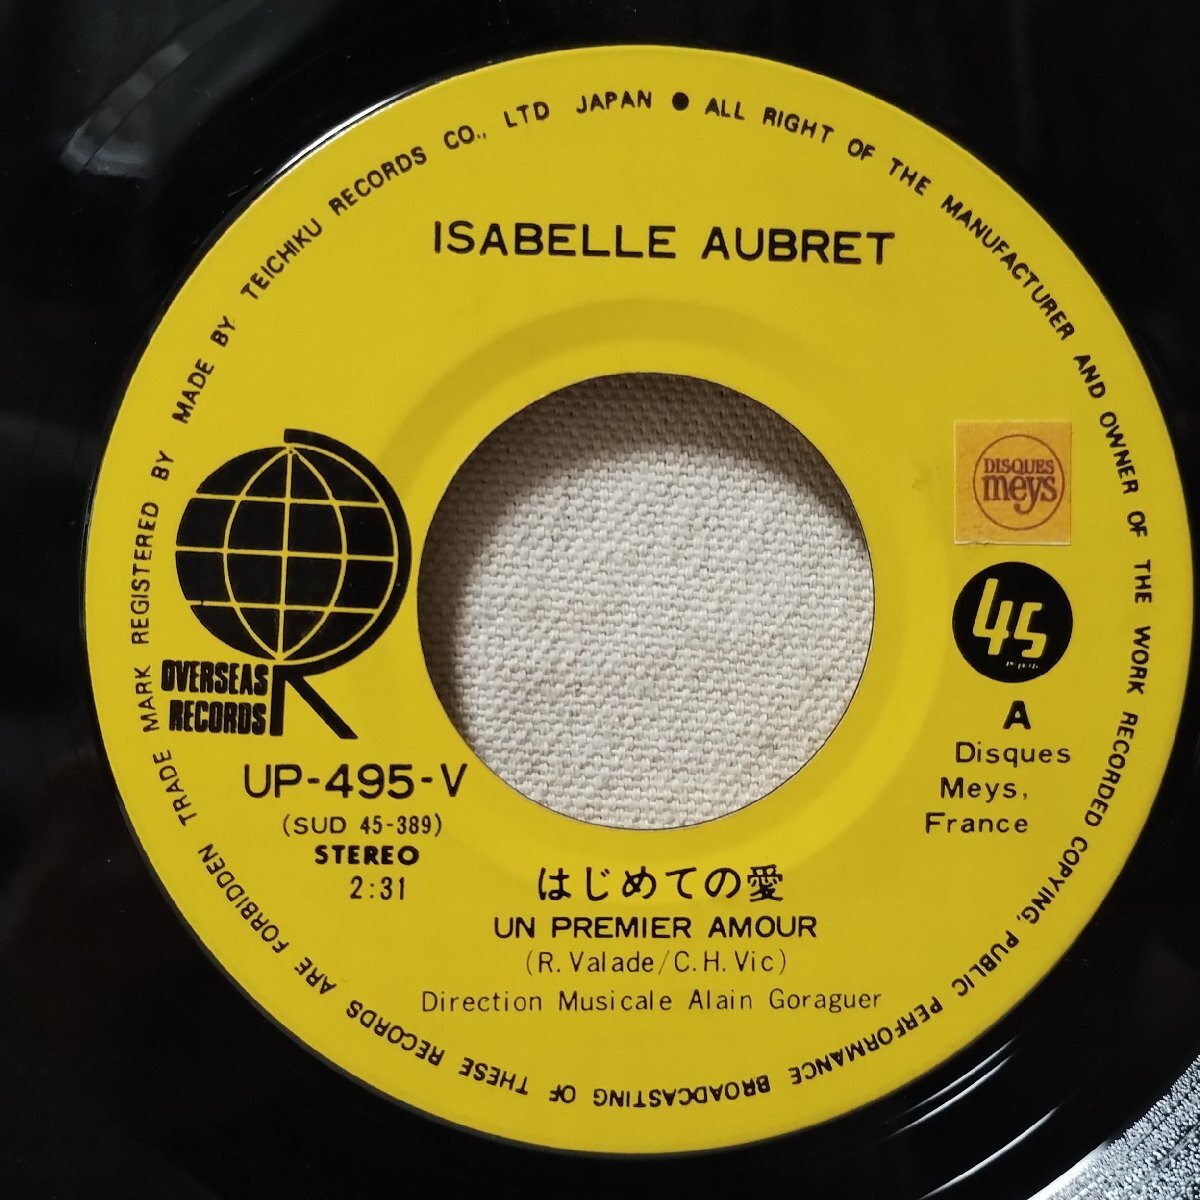 TRADE MARK REGISTERED BY MADE BY TEICHIKU RECORDS CO., LTD JAPAN ● ALL RIGHT OF THE MANUFACTURER AND OWNER OF THE WORK RECORDED COPYING, PUBLIC PERFORMANCE BROADCASTING OF THESE RECORDS ARE FORBIDDEN
ISABELLE AUBRET
DISQUES
meys
45
OVERSEAS
RECORDS
A
Disques
Meys,
France
UP-495-V
(SUD 45-389)
STEREO
2:31
はじめての愛
UN PREMIER AMOUR
(R. Valade/C. H. Vic)
Direction Musicale Alain Goraguer